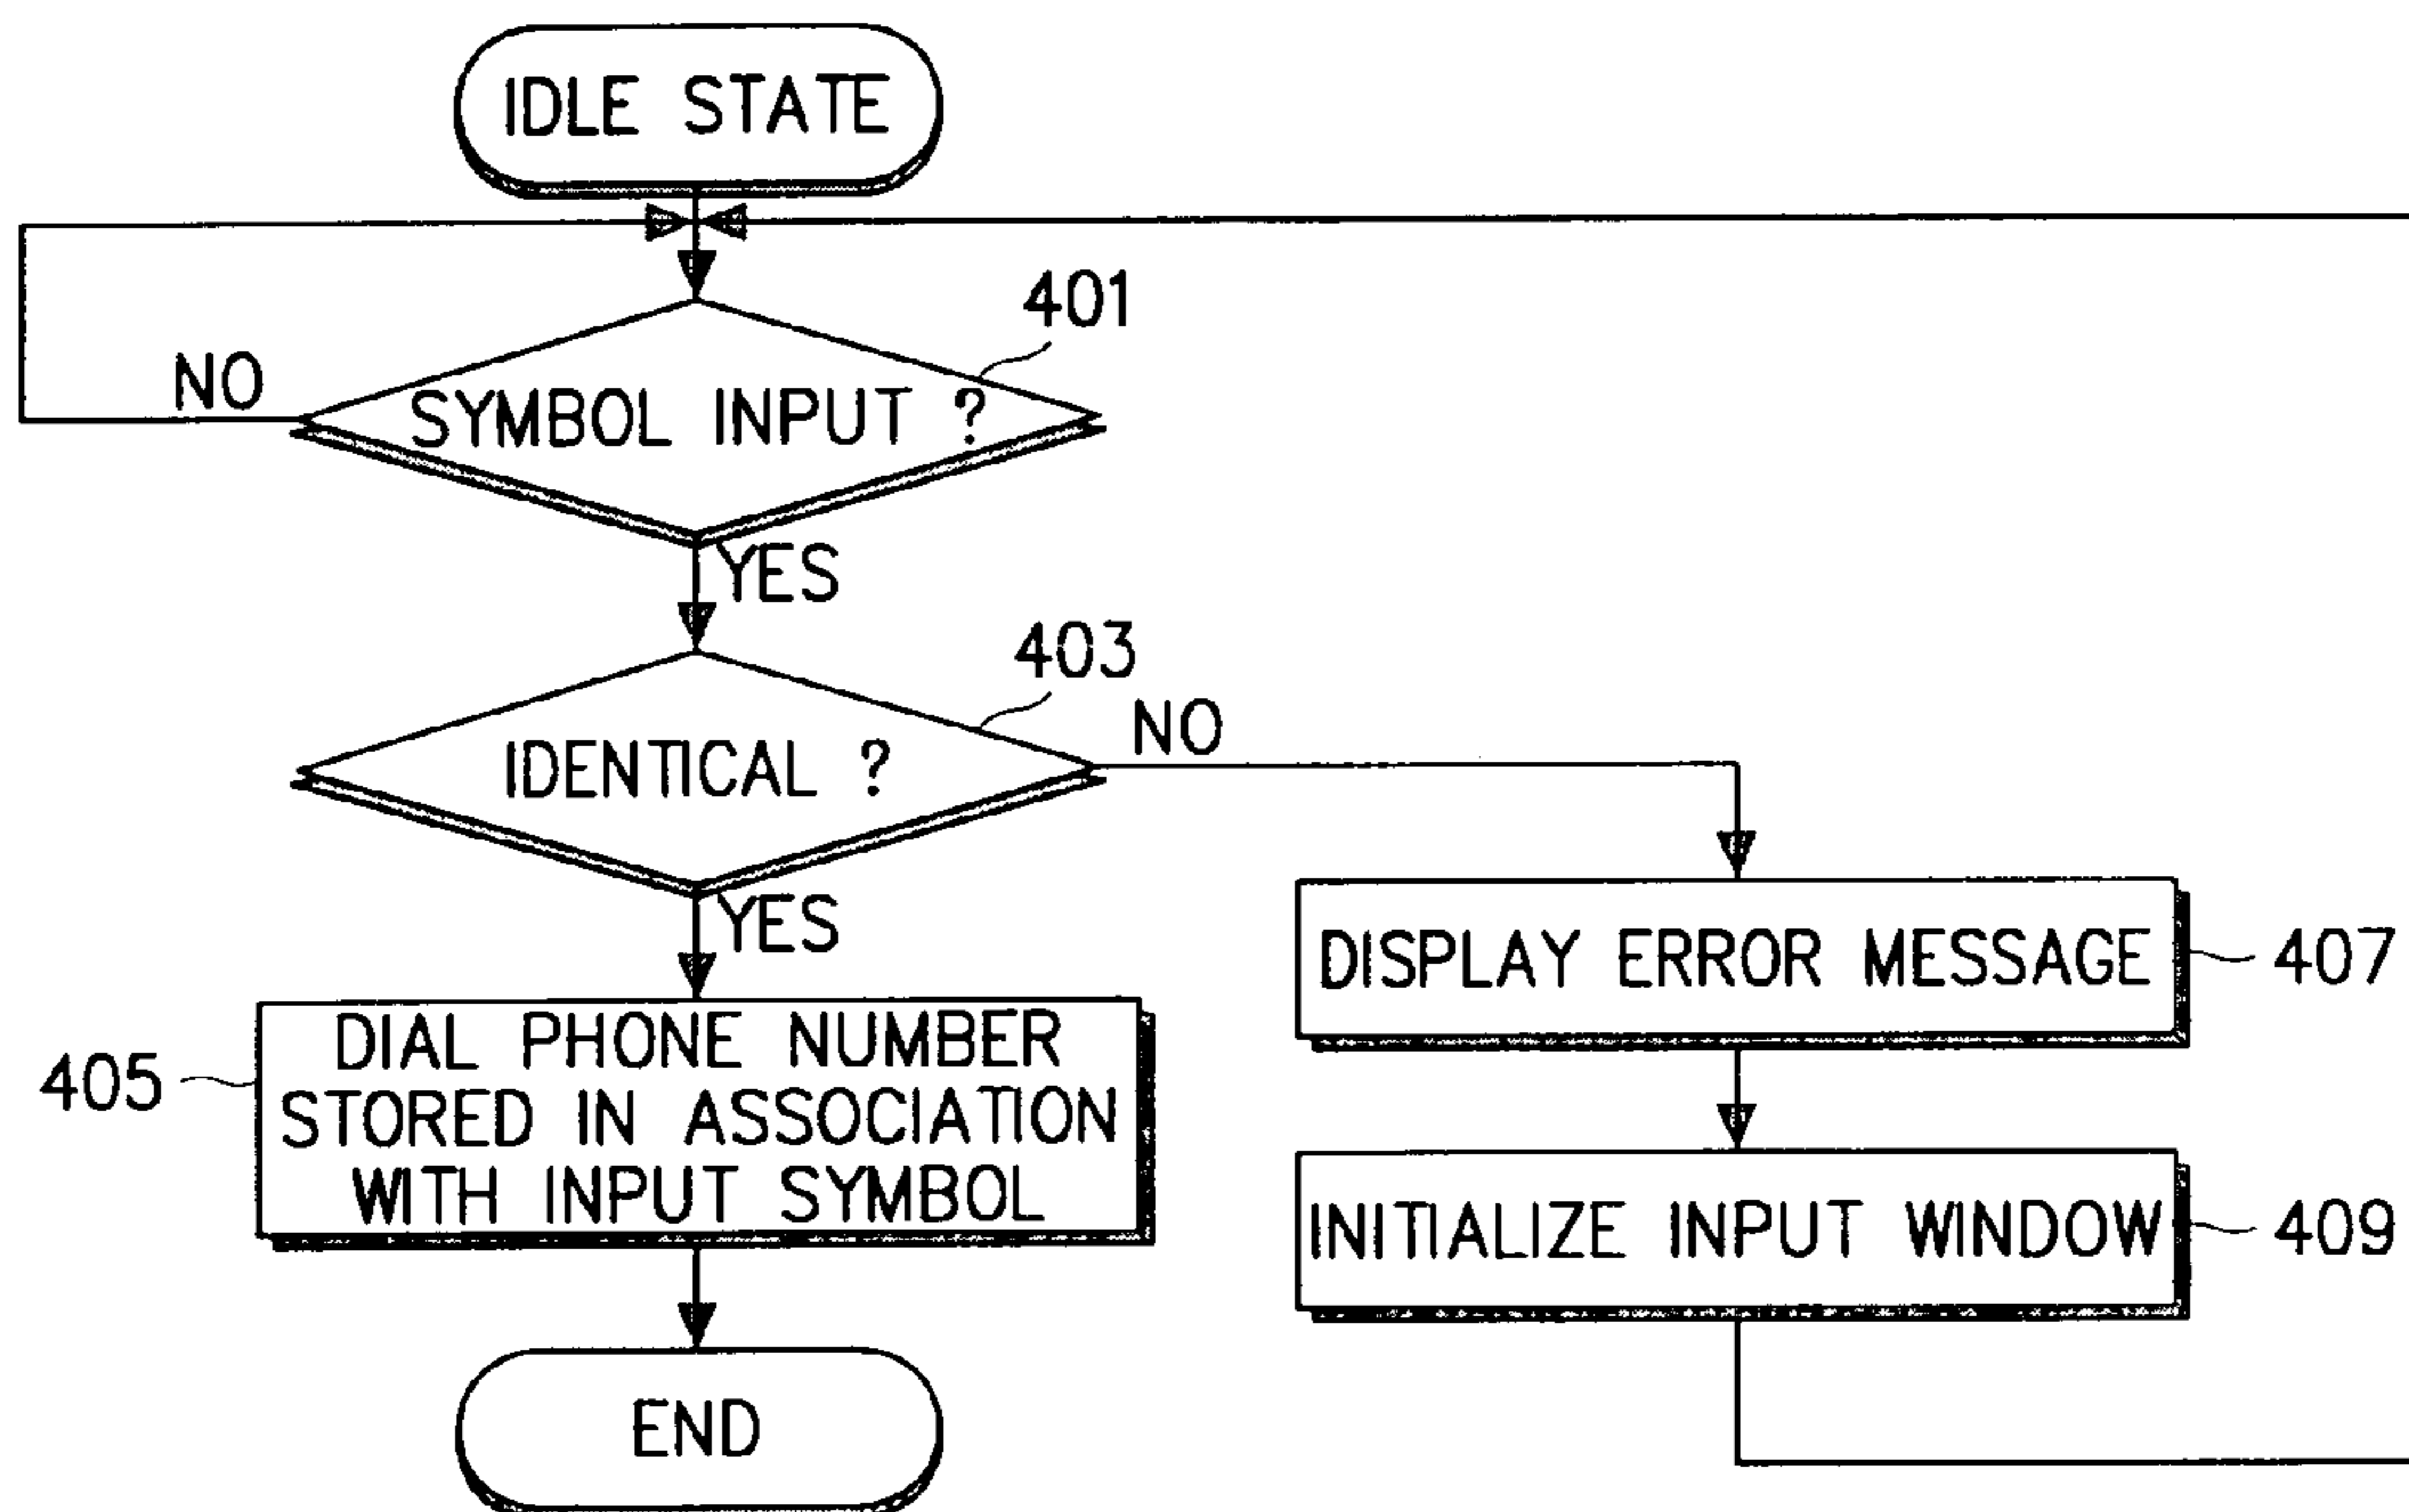 IDLE STATE
401
NO
SYMBOL INPUT ?
YES
403
NO
IDENTICAL ?
YES
DISPLAY ERROR MESSAGE
407
405
DIAL PHONE NUMBER
STORED IN ASSOCIATION
WITH INPUT SYMBOL
INITIALIZE INPUT WINDOW
409
END